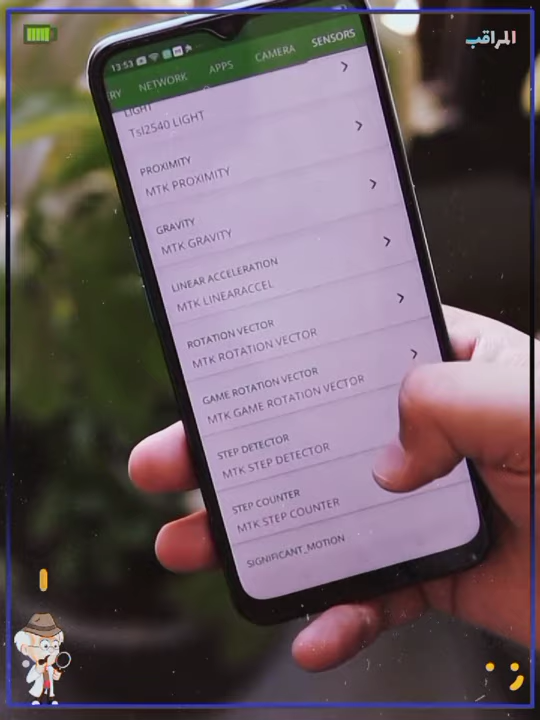 المراقب
13:53
RY NETWORK APPS CAMERA SENSORS
LIGHT
Tsl2540 LIGHT
PROXIMITY
MTK PROXIMITY
GRAVITY
MTK GRAVITY
LINEAR ACCELERATION
MTK LINEARACCEL
ROTATION VECTOR
MTK ROTATION VECTOR
GAME ROTATION VECTOR
MTK GAME ROTATION VECTOR
STEP DETECTOR
MTK STEP DETECTOR
STEP COUNTER
MTK STEP COUNTER
SIGNIFICANT_MOTION